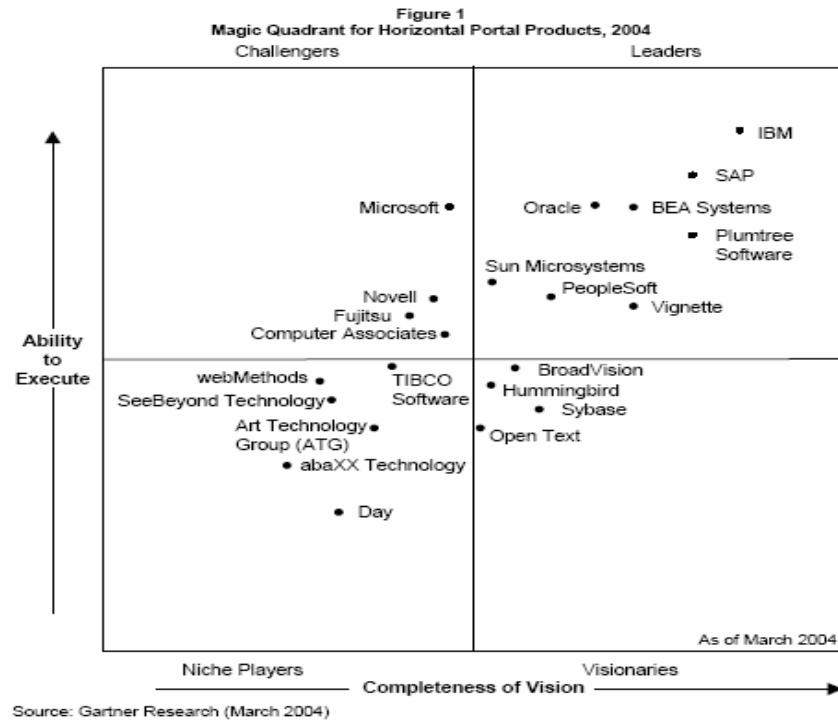 Figure 1
Magic Quadrant for Horizontal Portal Products, 2004
Challengers
Leaders
IBM
SAP
Microsoft
Oracle
BEA Systems
Plumtree
Software
Sun Microsystems
PeopleSoft
Novell
Vignette
Fujitsu
Computer Associates
Ability
to
Execute
webMethods
TIBCO
Software
BroadVision
Hummingbird
SeeBeyond Technology
Sybase
Art Technology
Group (ATG)
Open Text
abaXX Technology
Day
As of March 2004
Niche Players
Visionaries
Completeness of Vision
Source: Gartner Research (March 2004)